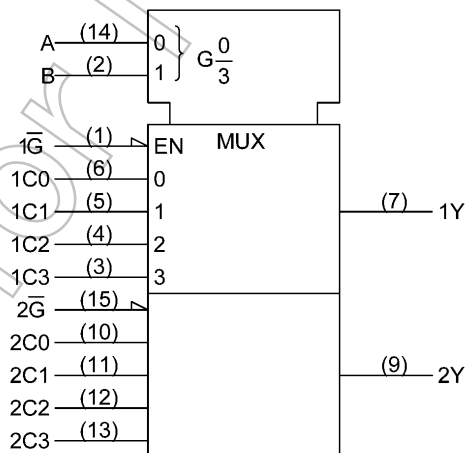 A (14) 0
B (2) 1
G 0/3
1G̅ (1) EN MUX
1C0 (6) 0
1C1 (5) 1
(7) 1Y
1C2 (4) 2
1C3 (3) 3
2G̅ (15)
2C0 (10)
2C1 (11)
(9) 2Y
2C2 (12)
2C3 (13)